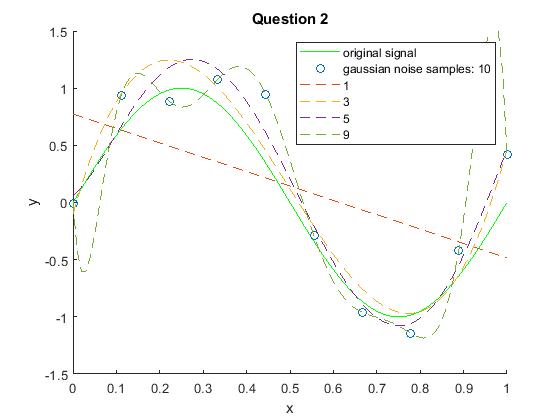 Question 2
original signal
gaussian noise samples: 10
1
3
5
9
1.5
1
0.5
0
-0.5
-1
-1.5
y
0 0.1 0.2 0.3 0.4 0.5 0.6 0.7 0.8 0.9 1
x